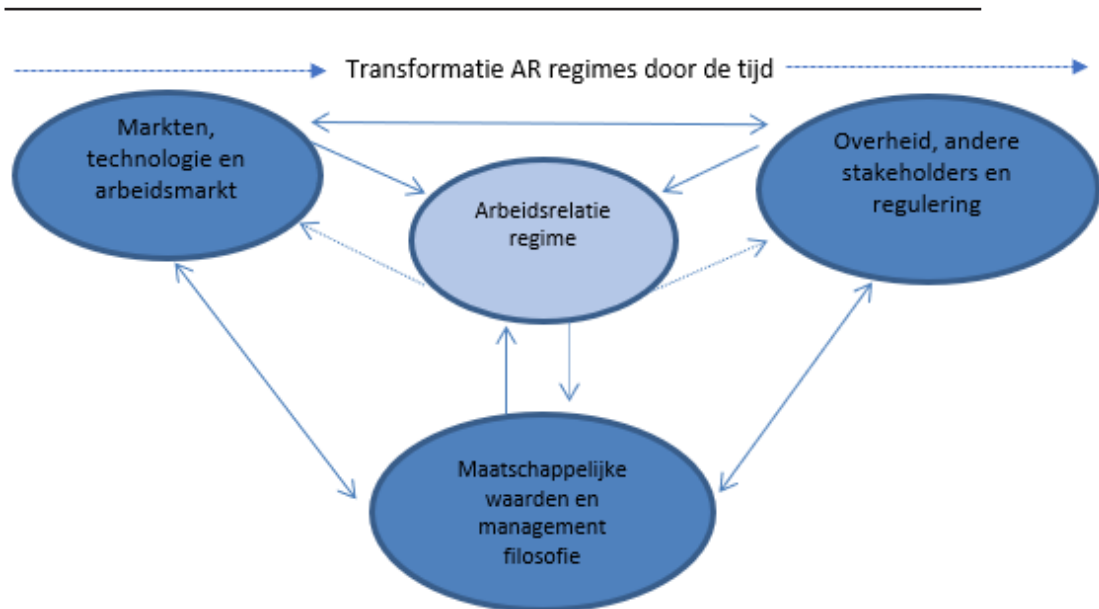 Transformatie AR regimes door de tijd
Markten,
technologie en
arbeidsmarkt
Overheid, andere
stakeholders en
regulering
Arbeidsrelatie
regime
Maatschappelijke
waarden en
management
filosofie